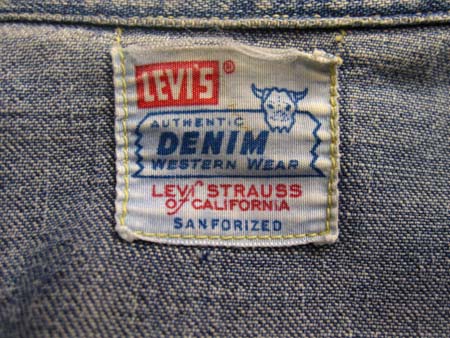 LEVI'S ®
AUTHENTIC
DENIM
WESTERN WEAR
LEVI STRAUSS
OF CALIFORNIA
SANFORIZED